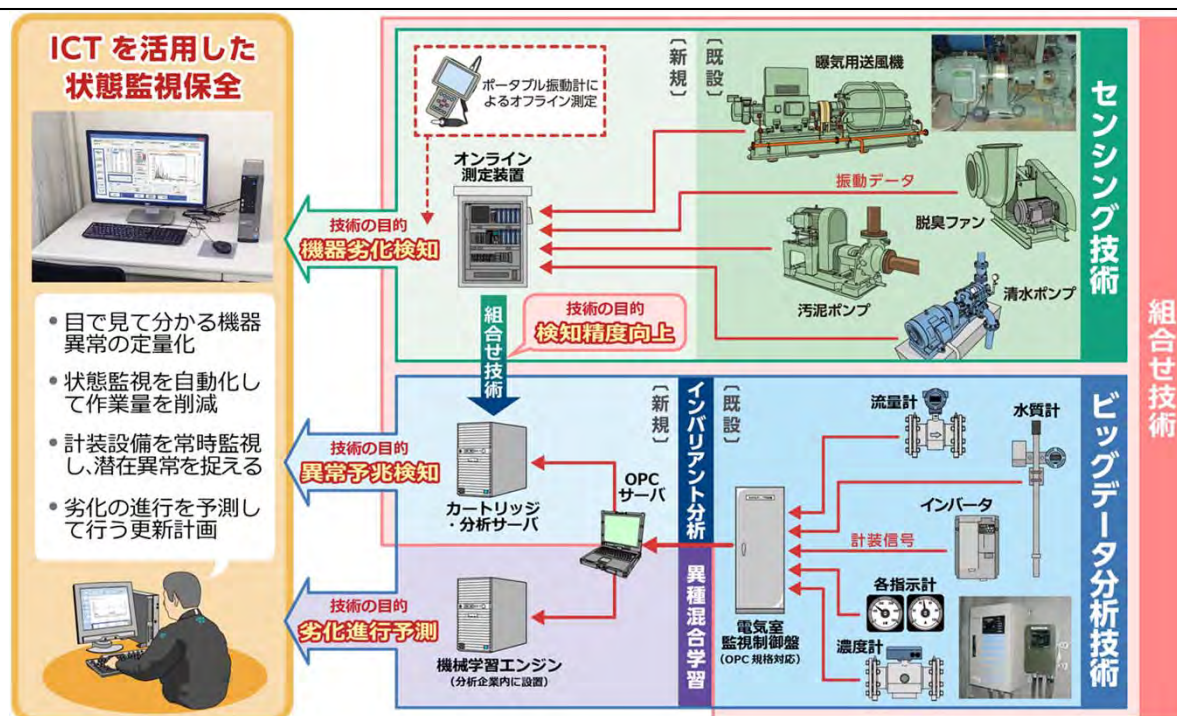 ICT を活用した
状態監視保全
• 目で見て分かる機器
異常の定量化
• 状態監視を自動化し
て作業量を削減
• 計装設備を常時監視
し、潜在異常を捉える
• 劣化の進行を予測し
て行う更新計画
ポータブル振動計に
よるオフライン測定
〔新規〕
〔既設〕
曝気用送風機
センシング技術
オンライン
測定装置
振動データ
脱臭ファン
技術の目的
機器劣化検知
汚泥ポンプ
清水ポンプ
組合せ技術
技術の目的
検知精度向上
組合せ技術
〔新規〕
インバリアント分析
〔既設〕
流量計
水質計
ビッグデータ分析技術
技術の目的
異常予兆検知
カートリッジ
・分析サーバ
OPC
サーバ
インバータ
計装信号
異種混合学習
各指示計
技術の目的
劣化進行予測
機械学習エンジン
(分析企業内に設置)
電気室
監視制御盤
(OPC 規格対応)
濃度計